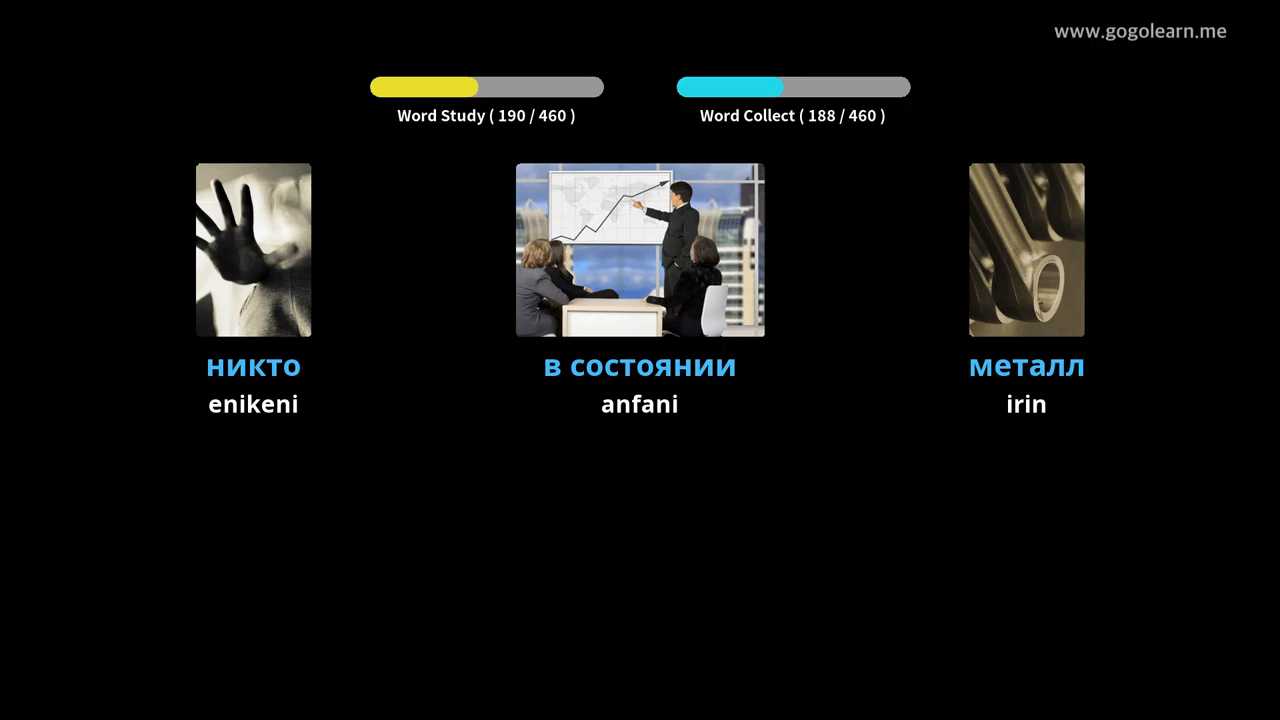 www.gogolearn.me
Word Study ( 190 / 460 )
Word Collect ( 188 / 460 )
никто
в состоянии
металл
enikeni
anfani
irin